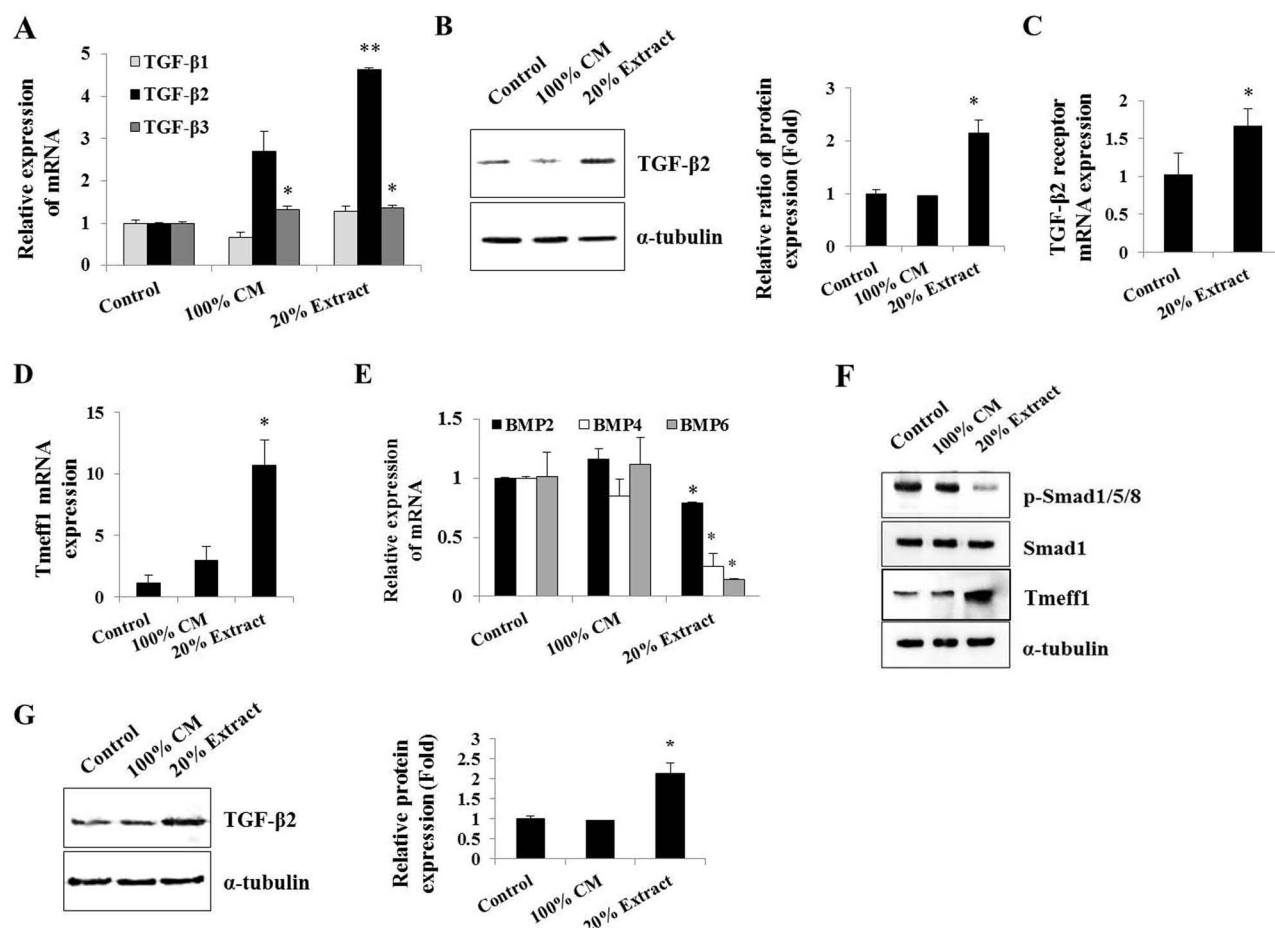 A
Relative expression
of mRNA
5
4
3
2
1
0
TGF-β1
TGF-β2
TGF-β3
*
**
*
Control
100% CM
20% Extract
B
Control
100% CM
20% Extract
TGF-β2
α-tubulin
Relative ratio of protein
expression (Fold)
3
2
1
0
*
Control
100% CM
20% Extract
C
TGF-β2 receptor
mRNA expression
2
1.5
1
0.5
0
*
Control
20% Extract
D
Tmeff1 mRNA
expression
15
10
5
0
*
Control
100% CM
20% Extract
E
Relative expression
of mRNA
1.5
1
0.5
0
BMP2 BMP4 BMP6
*
*
*
Control
100% CM
20% Extract
F
Control
100% CM
20% Extract
p-Smad1/5/8
Smad1
Tmeff1
α-tubulin
G
Control
100% CM
20% Extract
TGF-β2
α-tubulin
Relative protein
expression (Fold)
3
2.5
2
1.5
1
0.5
0
*
Control
100% CM
20% Extract